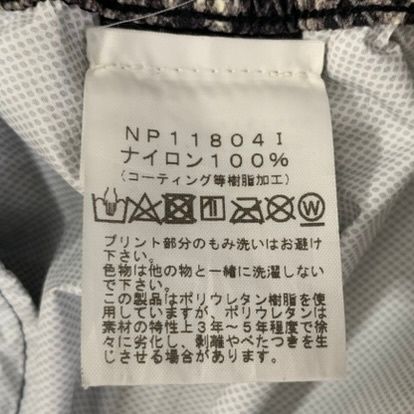 NP11804I
ナイロン100%
(コーティング等樹脂加工)
W
プリント部分のもみ洗いはお避け
下さい。
色物は他の物と一緒に洗濯しない
で下さい。
この製品はポリウレタン樹脂を使
用していますが、ポリウレタンは
素材の特性上3年～5年程度で徐
々に劣化し、剥離やべたつきを生
じさせる場合があります。